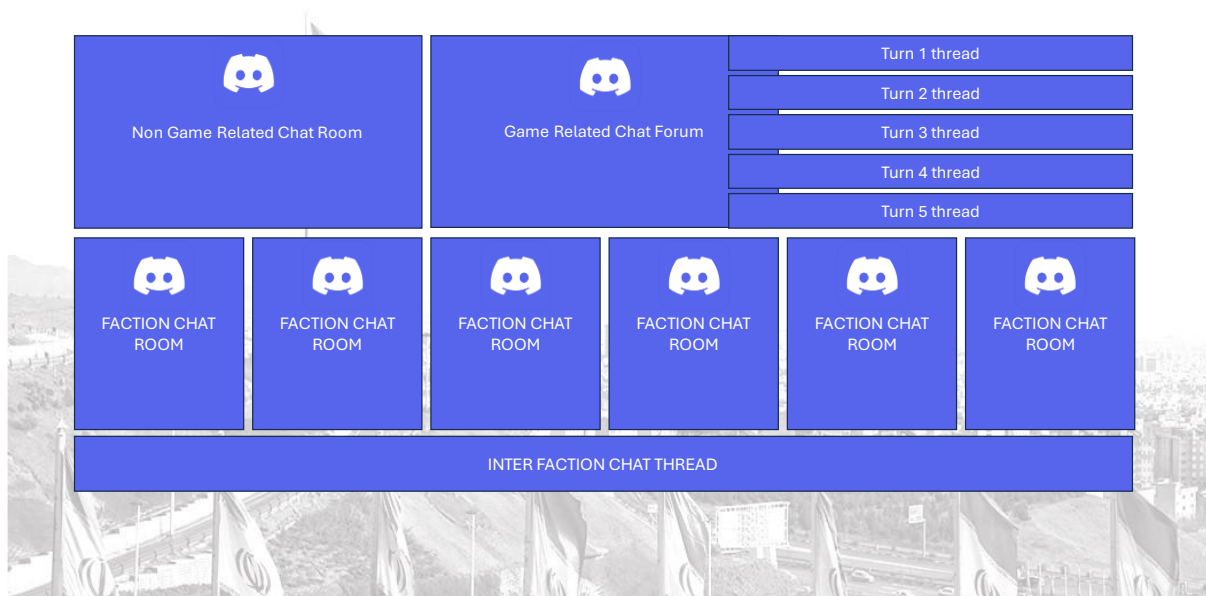 Non Game Related Chat Room
Game Related Chat Forum
Turn 1 thread
Turn 2 thread
Turn 3 thread
Turn 4 thread
Turn 5 thread
FACTION CHAT
ROOM
FACTION CHAT
ROOM
FACTION CHAT
ROOM
FACTION CHAT
ROOM
FACTION CHAT
ROOM
FACTION CHAT
ROOM
INTER FACTION CHAT THREAD